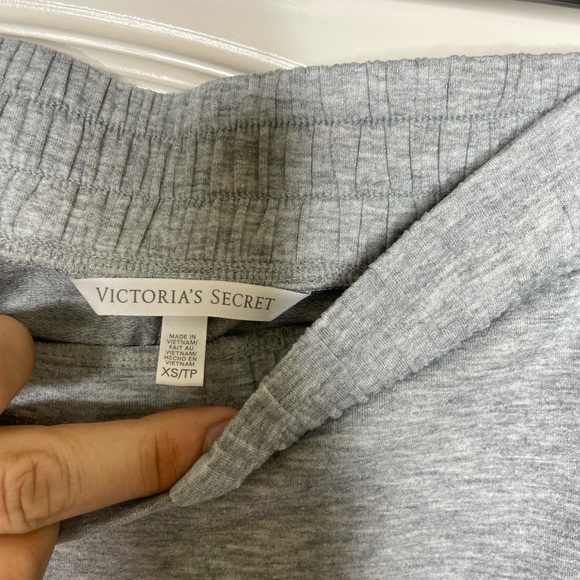 VICTORIA'S SECRET
MADE IN
VIETNAM/
FAIT AU
VIETNAM/
HECHO EN
VIETNAM
XS/TP